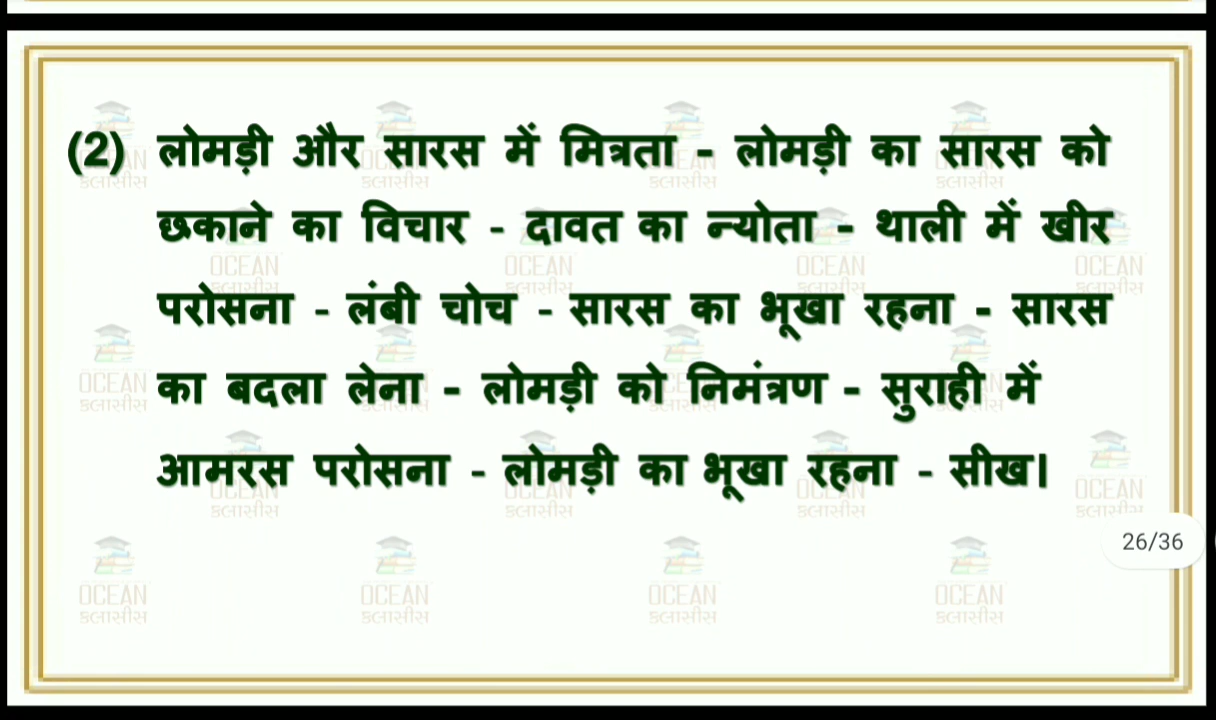 (2) लोमड़ी और सारस में मित्रता - लोमड़ी का सारस को
छकाने का विचार - दावत का न्योता - थाली में खीर
परोसना - लंबी चोच - सारस का भूखा रहना - सारस
का बदला लेना - लोमड़ी को निमंत्रण - सुराही में
आमरस परोसना - लोमड़ी का भूखा रहना - सीख।
26/36